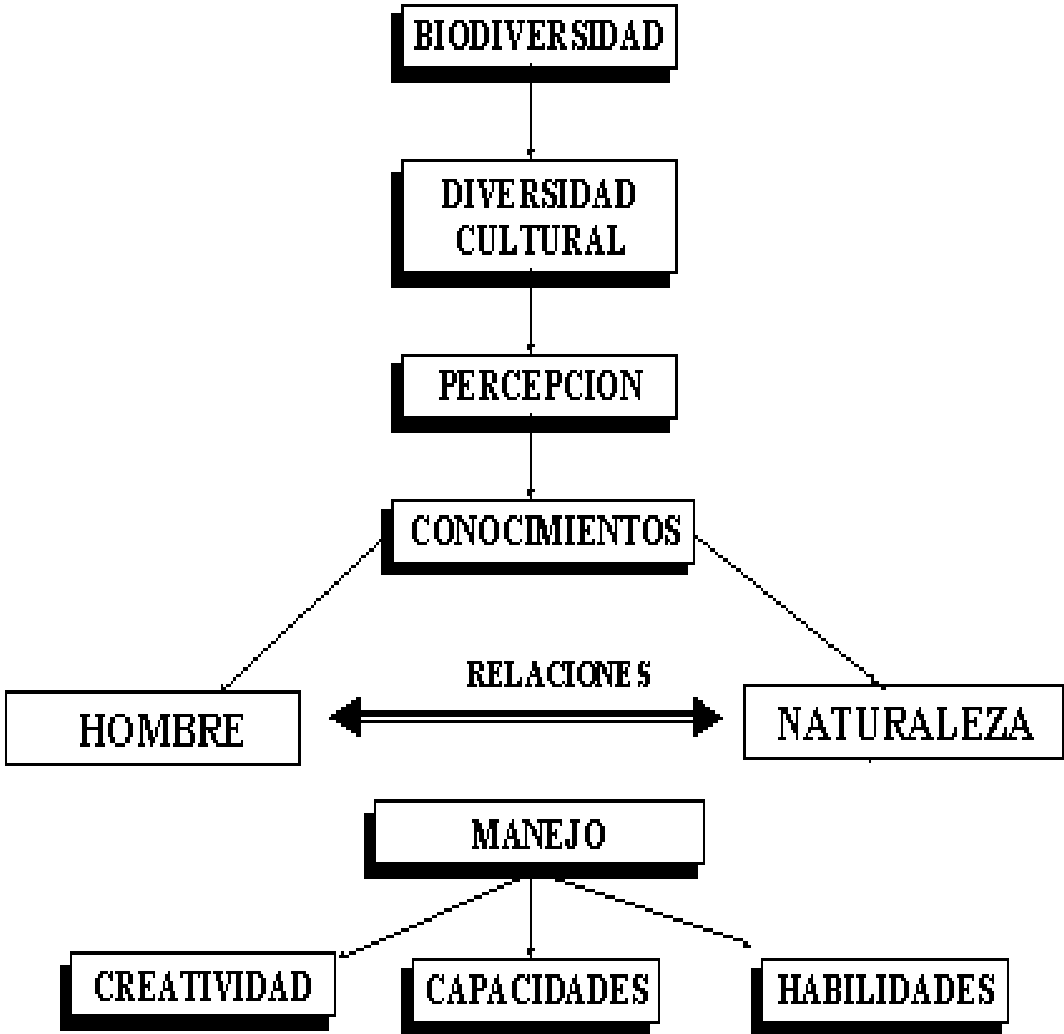 BIODIVERSIDAD
DIVERSIDAD
CULTURAL
PERCEPCION
CONOCIMIENTOS
RELACIONES
HOMBRE
NATURALEZA
MANEJO
CREATIVIDAD
CAPACIDADES
HABILIDADES